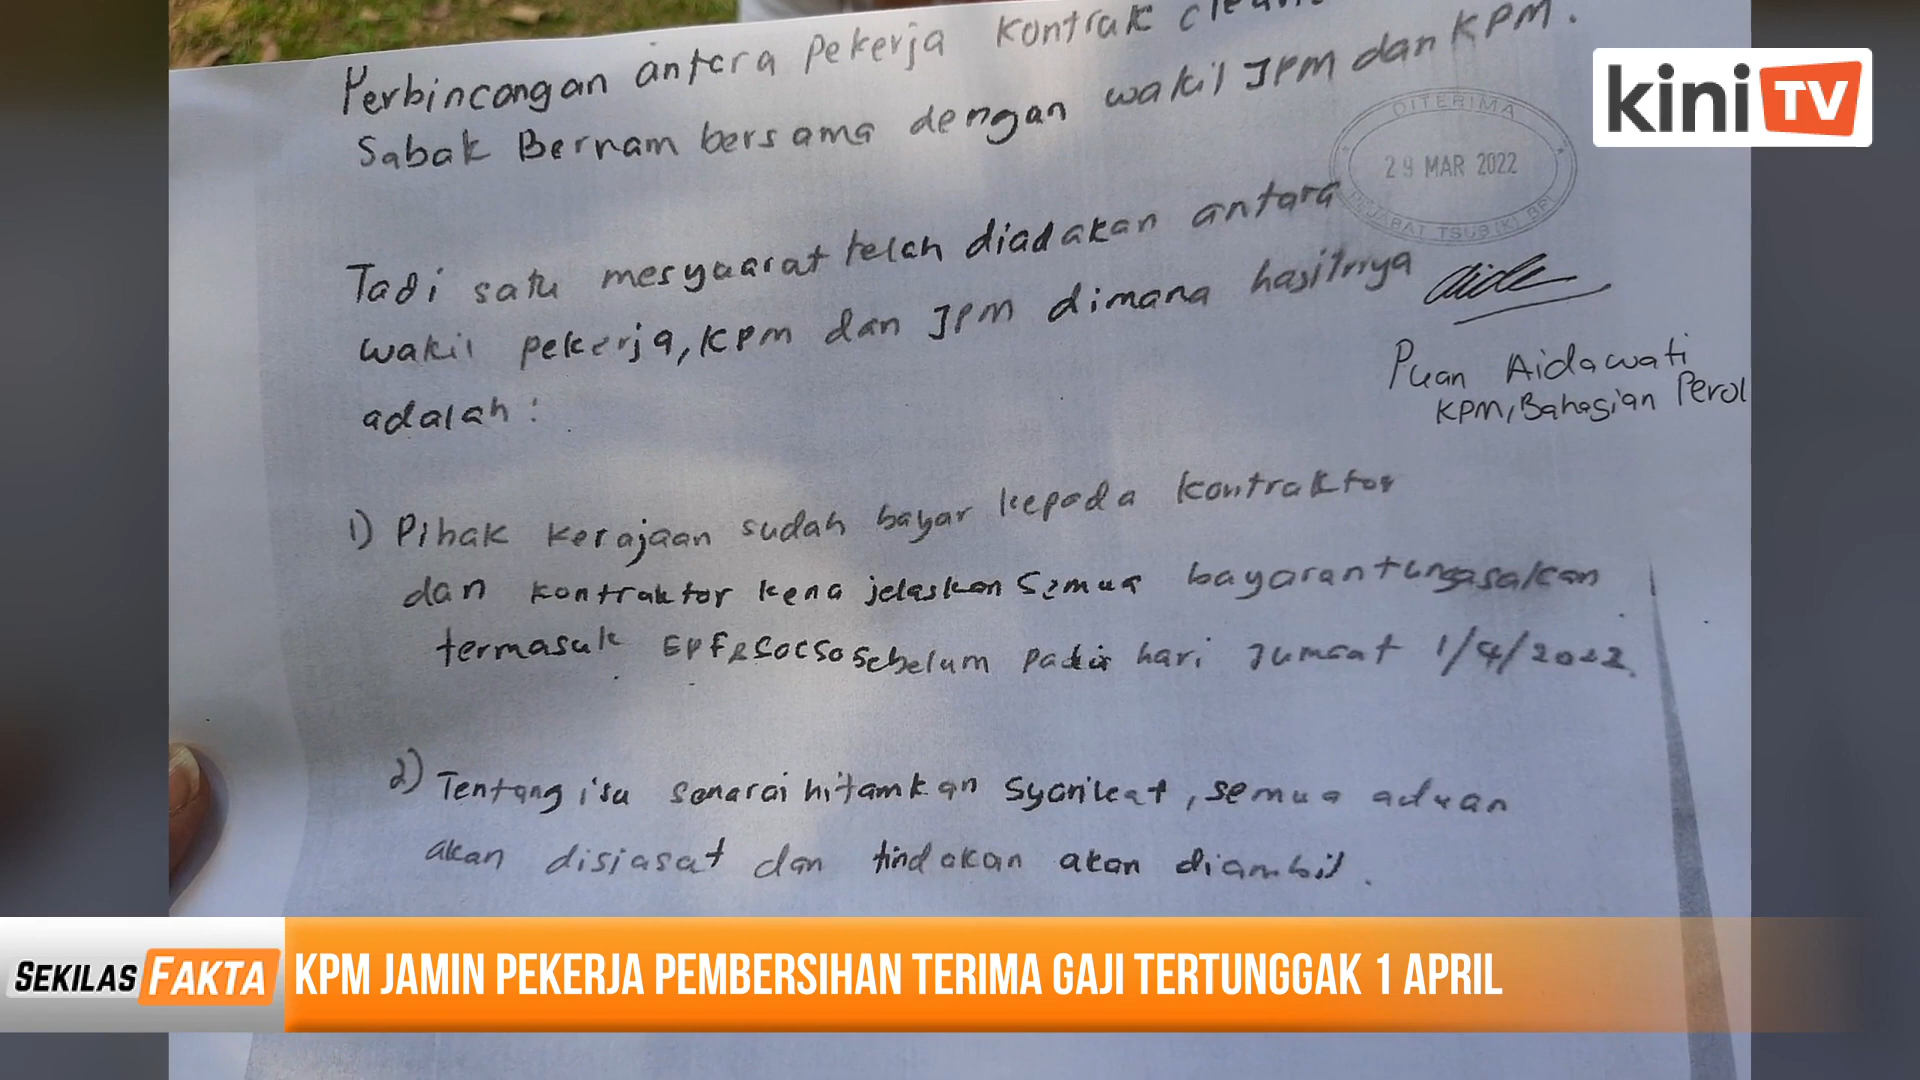 Perbincangan antara pekerja kontrak
Sabak Bernam bersama dengan wakil JPM dan KPM.
kiniTV
DITERIMA
29 MAR 2022
PEJABAT TSUB(K) BPL
Tadi satu mesyuarat telah diadakan antara
wakil pekerja, KPM dan JPM dimana hasilnya
adalah :
Puan Aidawati
KPM, Bahagian Perol
1) Pihak kerajaan sudah bayar kepada kontraktor
dan kontraktor kena jelaskan semua bayaran
termasuk EPF & SOCSO sebelum hari Jumaat 1/4/2022.
2) Tentang isu senarai hitamkan syarikat, semua aduan
akan disiasat dan tindakan akan diambil.
SEKILAS FAKTA
KPM JAMIN PEKERJA PEMBERSIHAN TERIMA GAJI TERTUNGGAK 1 APRIL